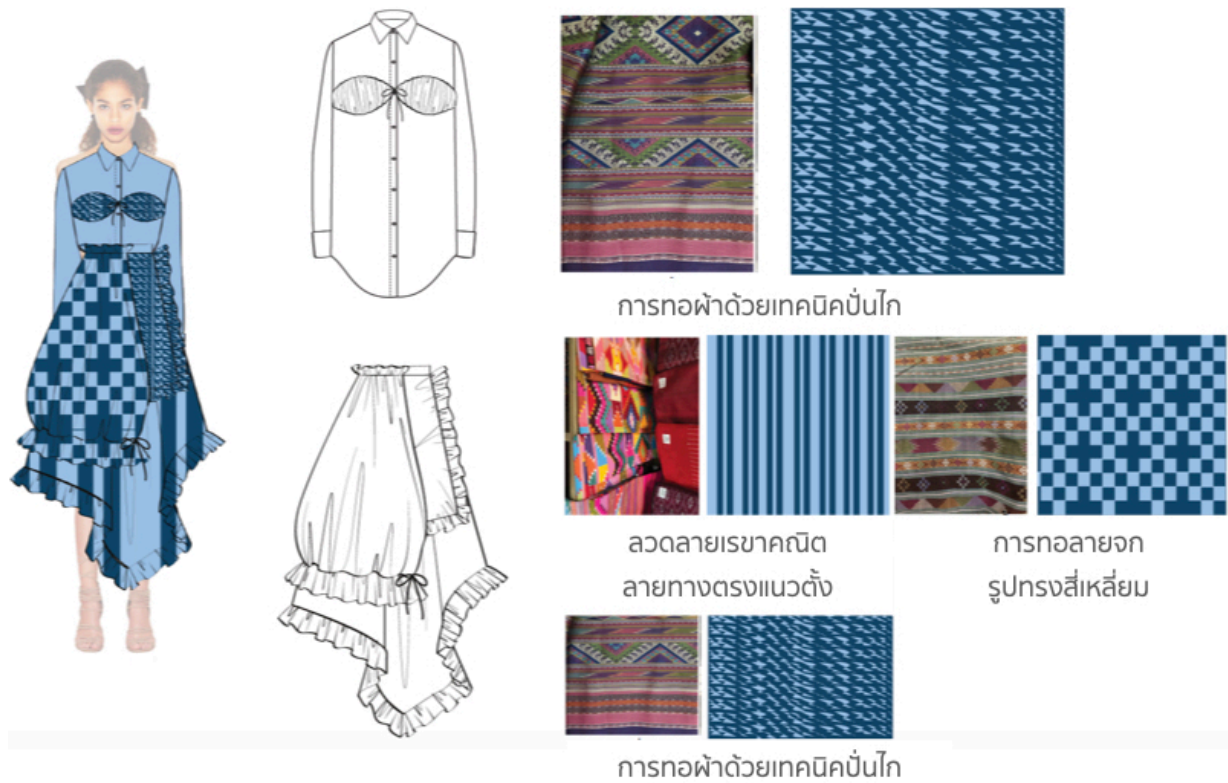 การทอผ้าด้วยเทคนิคปั่นไก
ลวดลายเรขาคณิต
ลายทางตรงแนวตั้ง
การทอลายจก
รูปทรงสี่เหลี่ยม
การทอผ้าด้วยเทคนิคปั่นไก